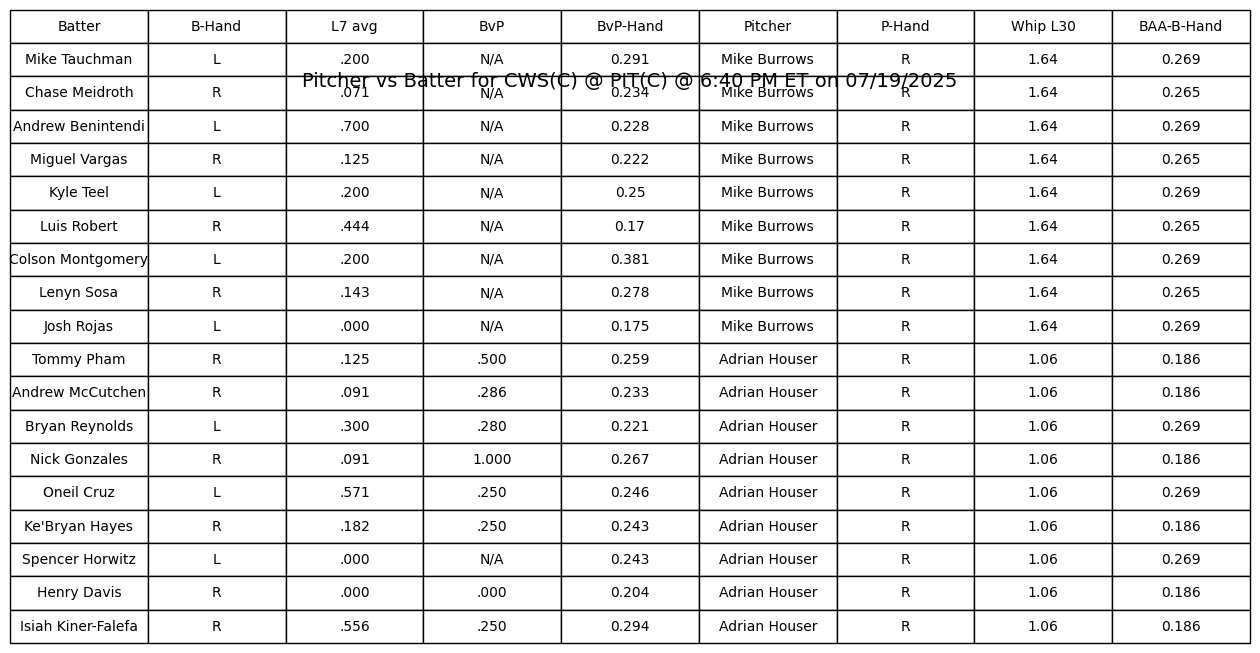 Batter B-Hand L7 avg BvP BvP-Hand Pitcher P-Hand Whip L30 BAA-B-Hand
Mike Tauchman L .200 N/A 0.291 Mike Burrows R 1.64 0.269
Pitcher vs Batter for CWS(C) @ PIT(C) @ 6:40 PM ET on 07/19/2025
Chase Meidroth R .071 N/A 0.234 Mike Burrows R 1.64 0.265
Andrew Benintendi L .700 N/A 0.228 Mike Burrows R 1.64 0.269
Miguel Vargas R .125 N/A 0.222 Mike Burrows R 1.64 0.265
Kyle Teel L .200 N/A 0.25 Mike Burrows R 1.64 0.269
Luis Robert R .444 N/A 0.17 Mike Burrows R 1.64 0.265
Colson Montgomery L .200 N/A 0.381 Mike Burrows R 1.64 0.269
Lenyn Sosa R .143 N/A 0.278 Mike Burrows R 1.64 0.265
Josh Rojas L .000 N/A 0.175 Mike Burrows R 1.64 0.269
Tommy Pham R .125 .500 0.259 Adrian Houser R 1.06 0.186
Andrew McCutchen R .091 .286 0.233 Adrian Houser R 1.06 0.186
Bryan Reynolds L .300 .280 0.221 Adrian Houser R 1.06 0.269
Nick Gonzales R .091 1.000 0.267 Adrian Houser R 1.06 0.186
Oneil Cruz L .571 .250 0.246 Adrian Houser R 1.06 0.269
Ke'Bryan Hayes R .182 .250 0.243 Adrian Houser R 1.06 0.186
Spencer Horwitz L .000 N/A 0.243 Adrian Houser R 1.06 0.269
Henry Davis R .000 .000 0.204 Adrian Houser R 1.06 0.186
Isiah Kiner-Falefa R .556 .250 0.294 Adrian Houser R 1.06 0.186